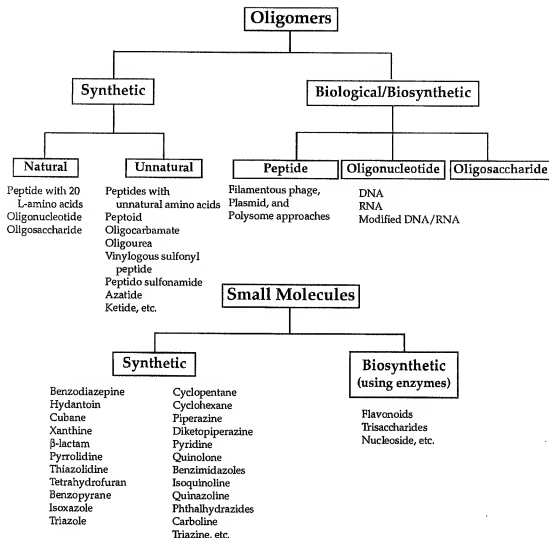 Oligomers
Synthetic
Biological/Biosynthetic
Natural
Unnatural
Peptide
Oligonucleotide
Oligosaccharide
Peptide with 20
L-amino acids
Oligonucleotide
Oligosaccharide
Peptides with
unnatural amino acids
Peptoid
Oligocarbamate
Oligourea
Vinylogous sulfonyl
peptide
Peptido sulfonamide
Azatide
Ketide, etc.
Filamentous phage,
Plasmid, and
Polysome approaches
DNA
RNA
Modified DNA/RNA
Small Molecules
Synthetic
Biosynthetic
(using enzymes)
Benzodiazepine
Hydantoin
Cubane
Xanthine
β-lactam
Pyrrolidine
Thiazolidine
Tetrahydrofuran
Benzopyrane
Isoxazole
Triazole
Cyclopentane
Cyclohexane
Piperazine
Diketopiperazine
Pyridine
Quinolone
Benzimidazoles
Isoquinoline
Quinazoline
Phthalhydrazides
Carboline
Triazine, etc.
Flavonoids
Trisaccharides
Nucleoside, etc.